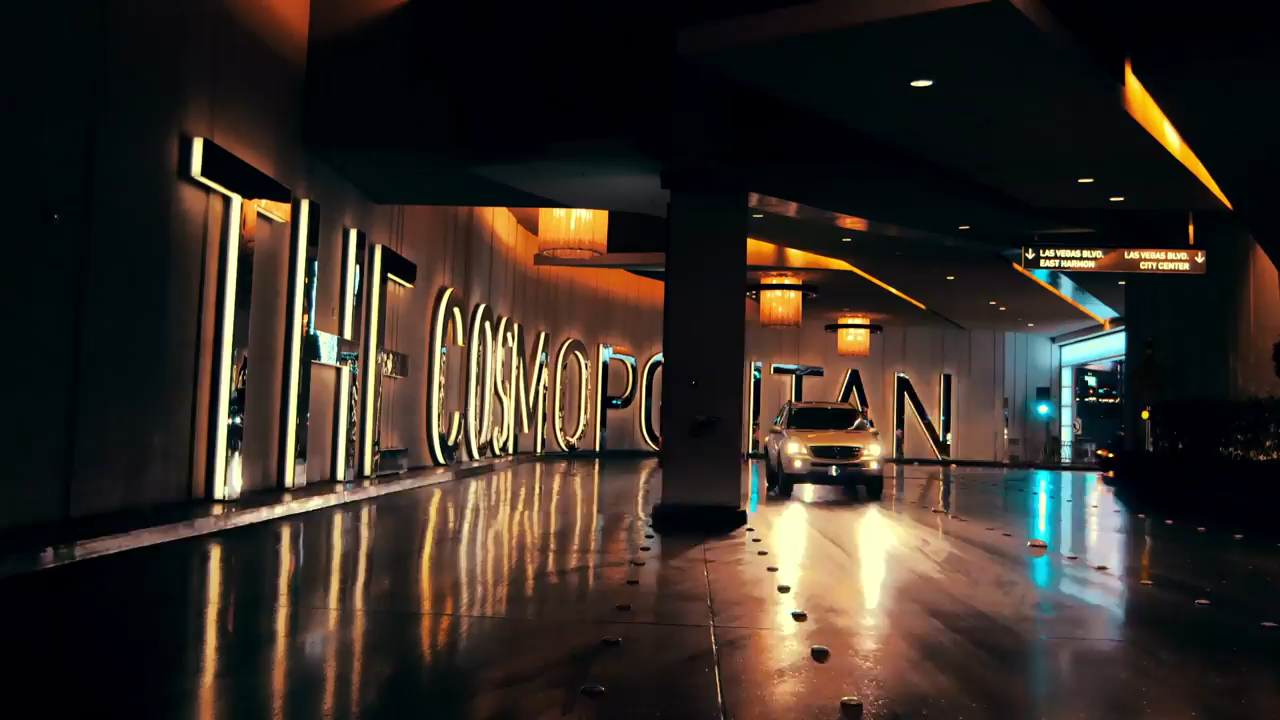 THE COSMOPOLITAN
LAS VEGAS BLVD. EAST HARMON
LAS VEGAS BLVD. CITY CENTER